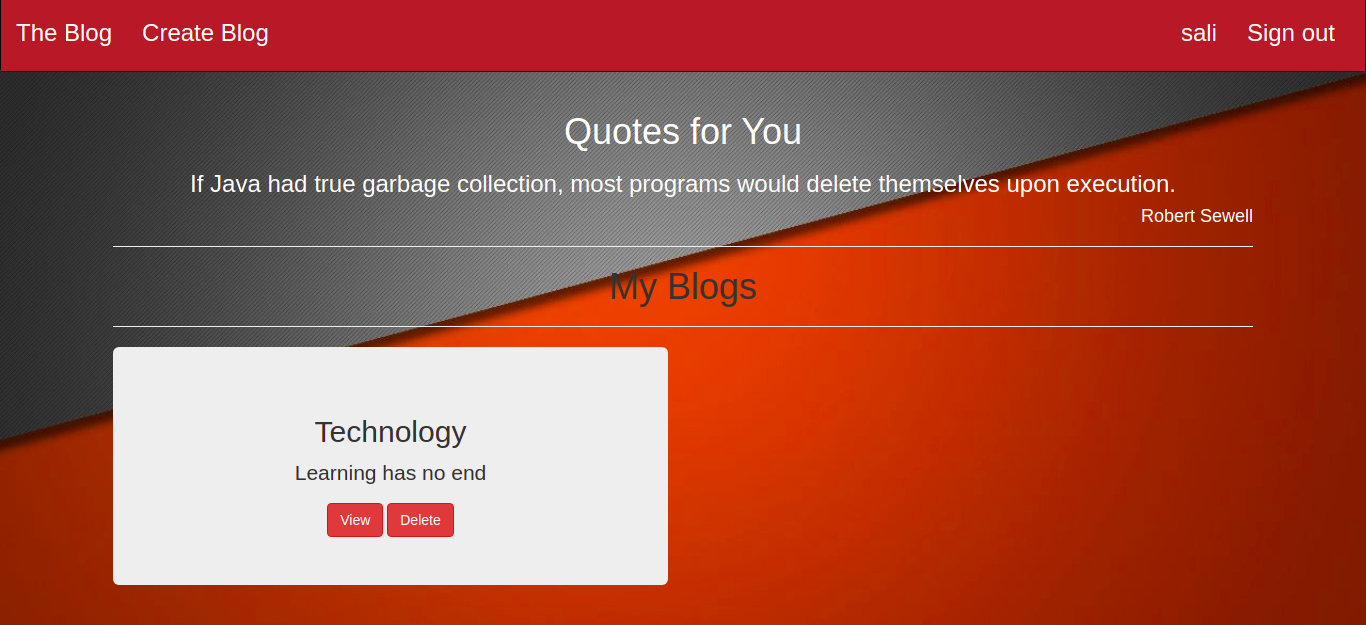 The Blog Create Blog sali Sign out
Quotes for You
If Java had true garbage collection, most programs would delete themselves upon execution.
Robert Sewell
My Blogs
Technology
Learning has no end
View Delete